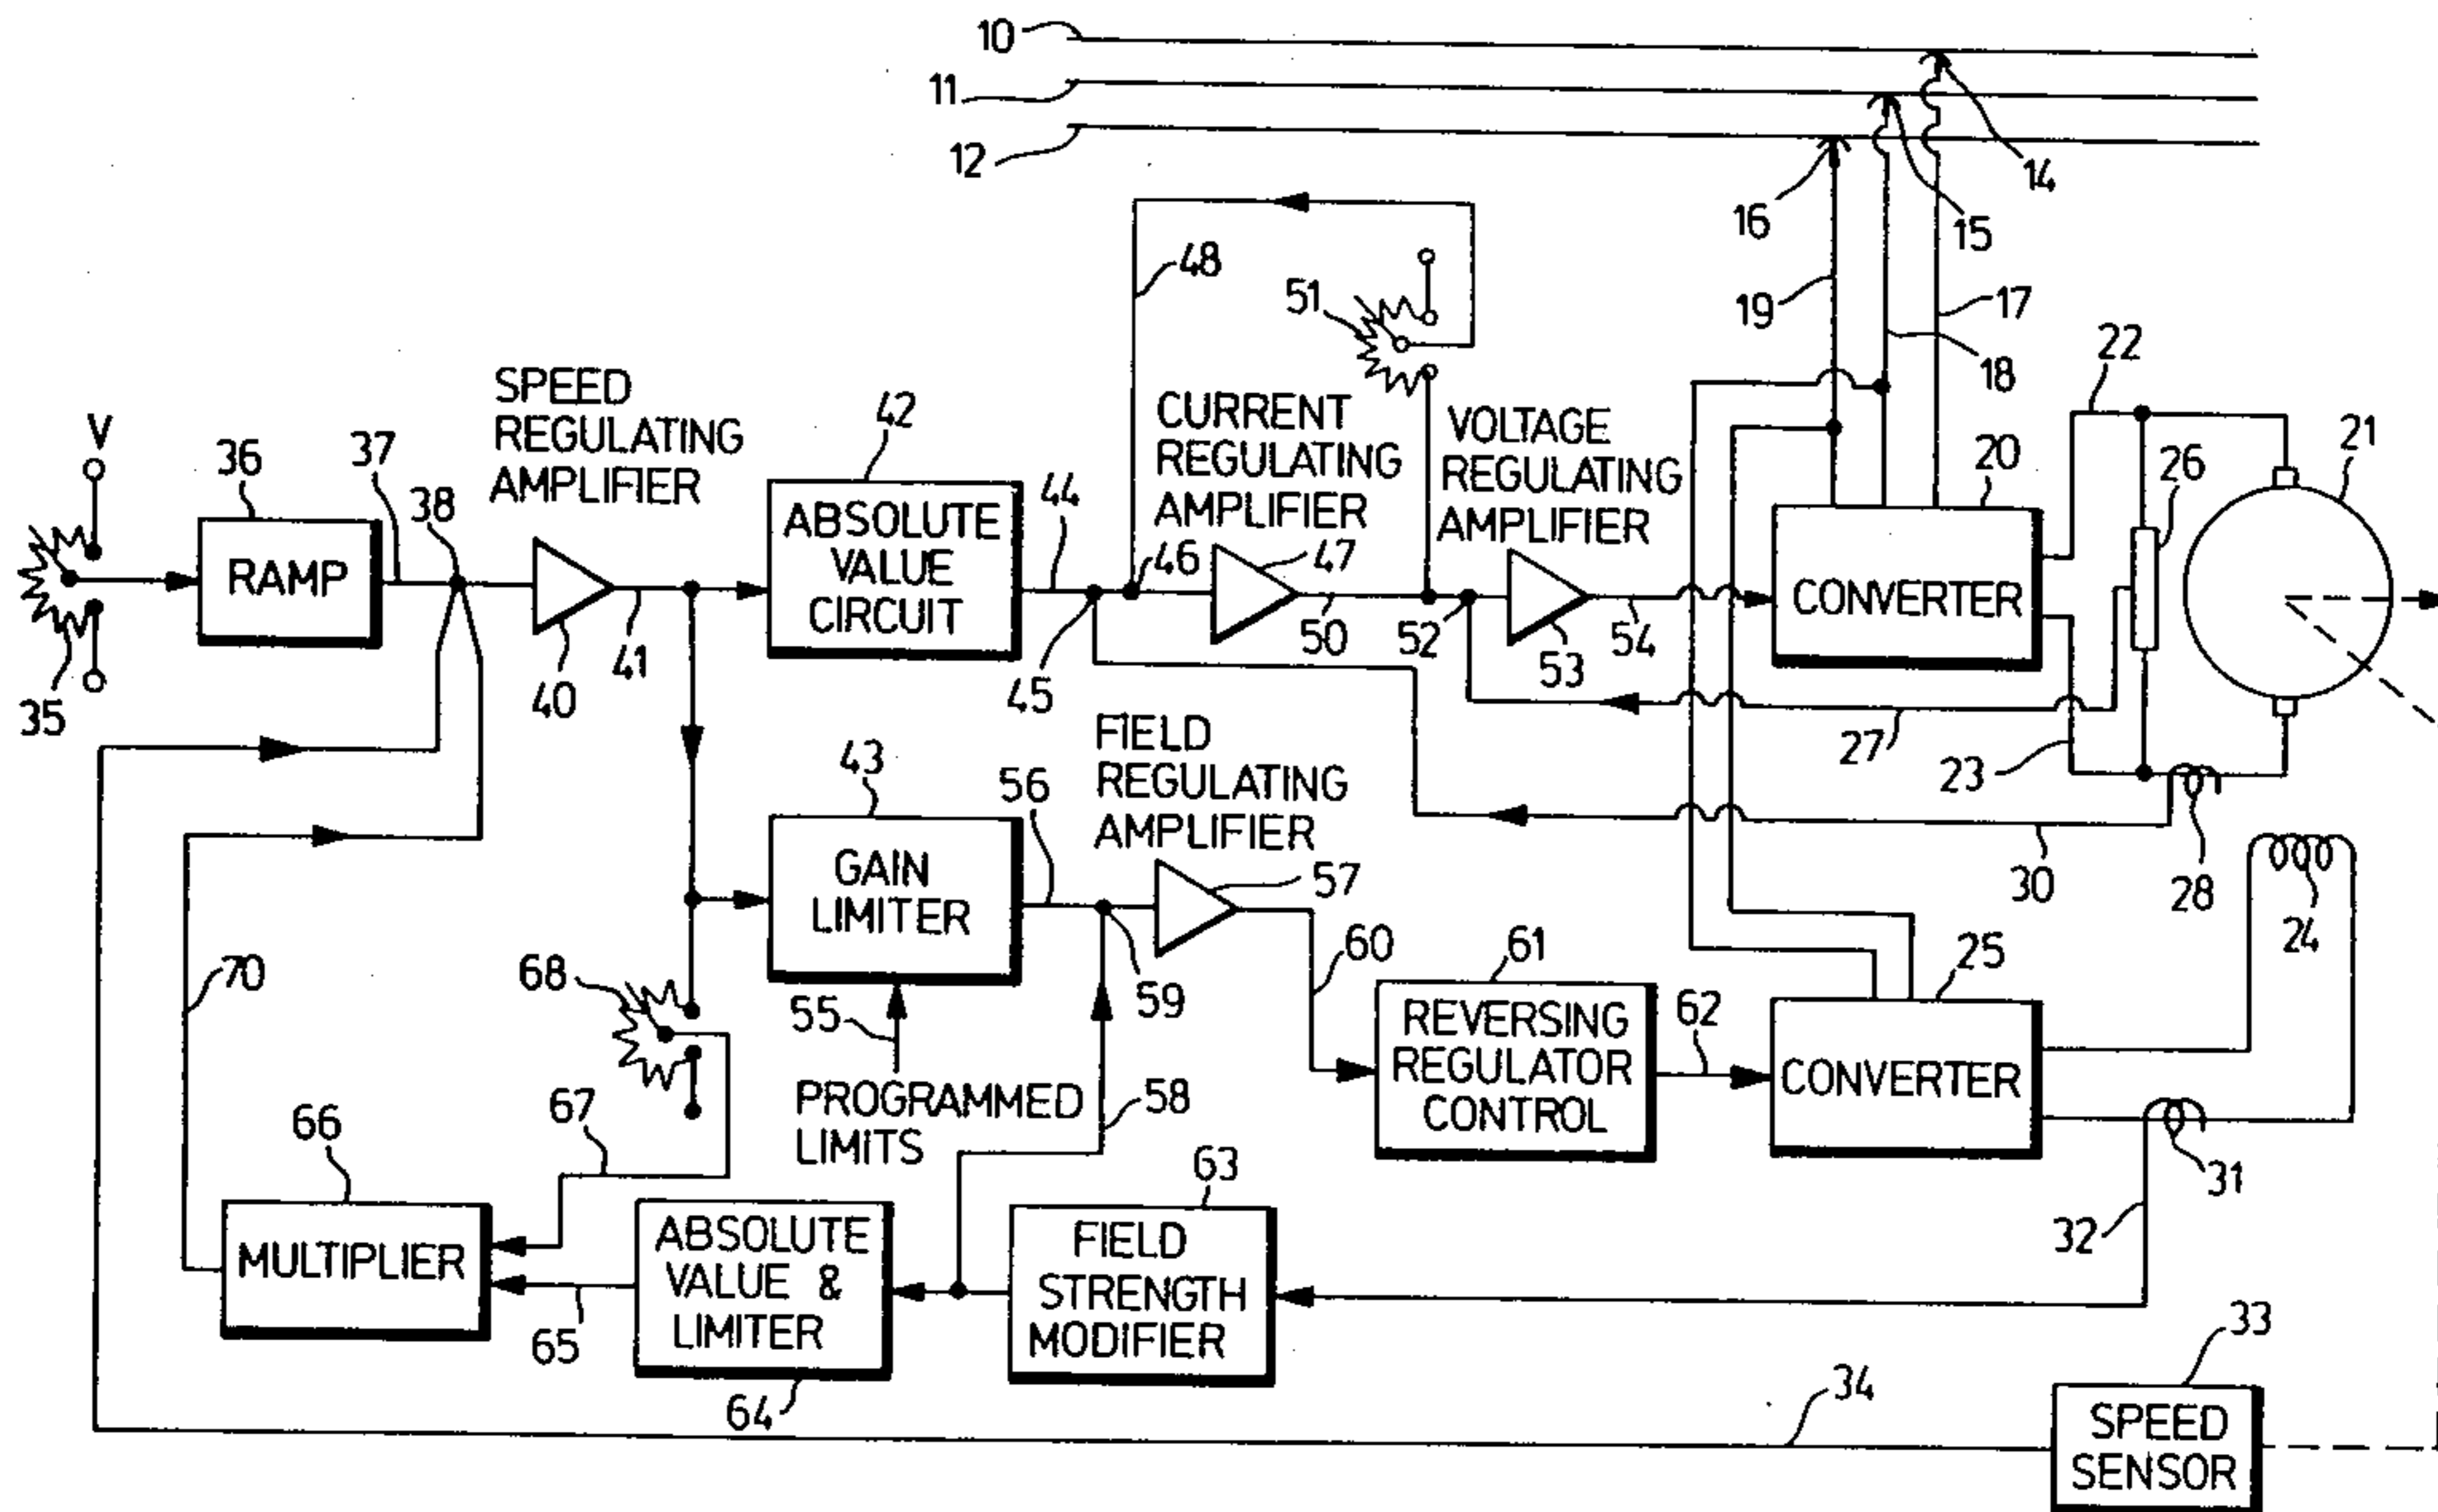 10
11
12
14
15
16
17
18
19
48
51
22
21
26
20
CONVERTER
V
35
36
RAMP
37
38
SPEED
REGULATING
AMPLIFIER
40
41
42
ABSOLUTE
VALUE
CIRCUIT
44
45
46
CURRENT
REGULATING
AMPLIFIER
47
50
VOLTAGE
REGULATING
AMPLIFIER
52
53
54
27
23
28
30
24
43
GAIN
LIMITER
55
PROGRAMMED
LIMITS
56
FIELD
REGULATING
AMPLIFIER
57
59
58
60
61
REVERSING
REGULATOR
CONTROL
62
25
CONVERTER
31
32
70
68
67
66
MULTIPLIER
65
ABSOLUTE
VALUE &
LIMITER
64
63
FIELD
STRENGTH
MODIFIER
34
33
SPEED
SENSOR